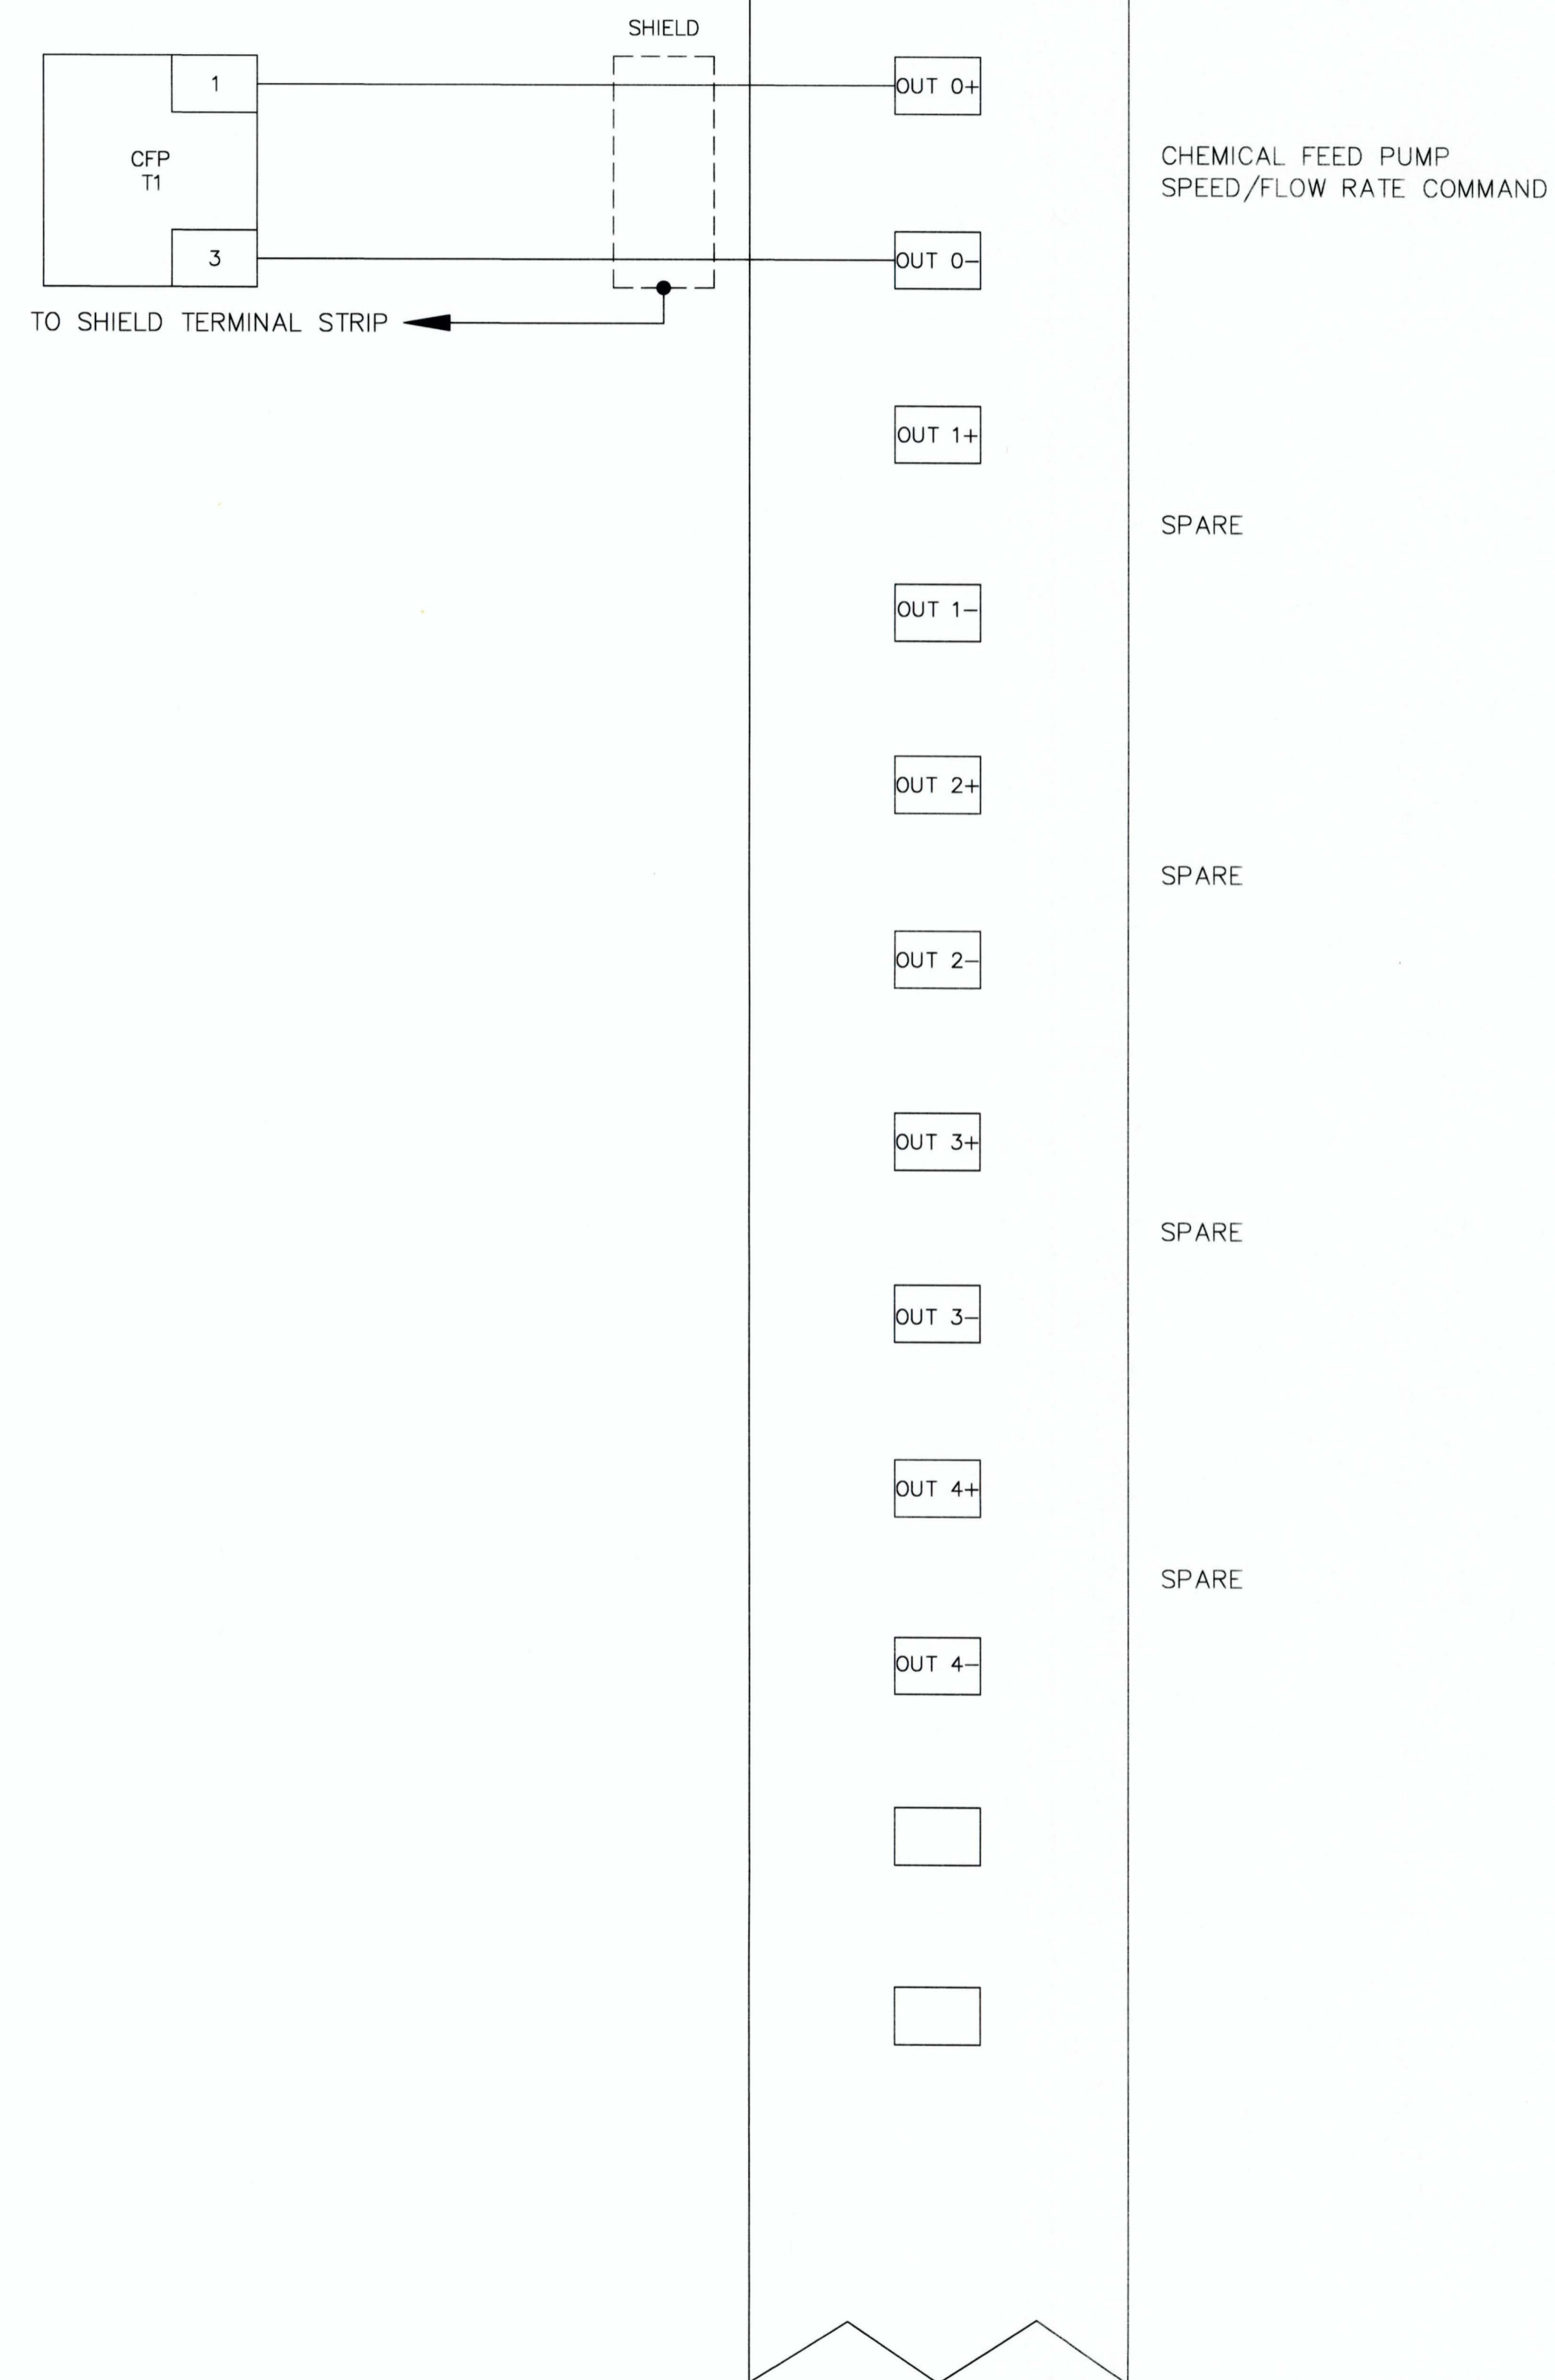 SHIELD
1
OUT 0+
CFP
T1
CHEMICAL FEED PUMP
SPEED/FLOW RATE COMMAND
3
OUT 0-
TO SHIELD TERMINAL STRIP
OUT 1+
SPARE
OUT 1-
OUT 2+
SPARE
OUT 2-
OUT 3+
SPARE
OUT 3-
OUT 4+
SPARE
OUT 4-